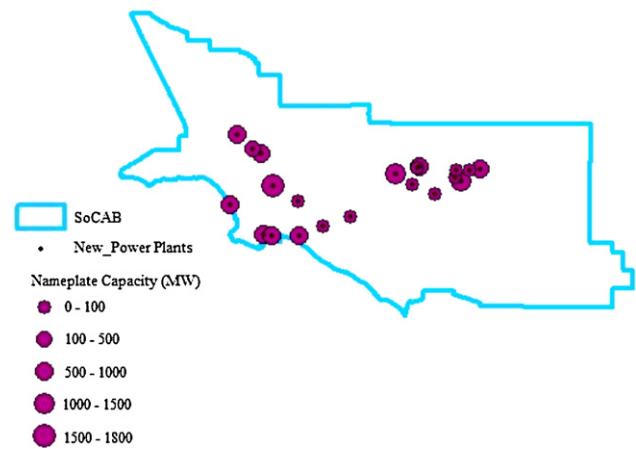 SoCAB
New_Power Plants
Nameplate Capacity (MW)
0 - 100
100 - 500
500 - 1000
1000 - 1500
1500 - 1800